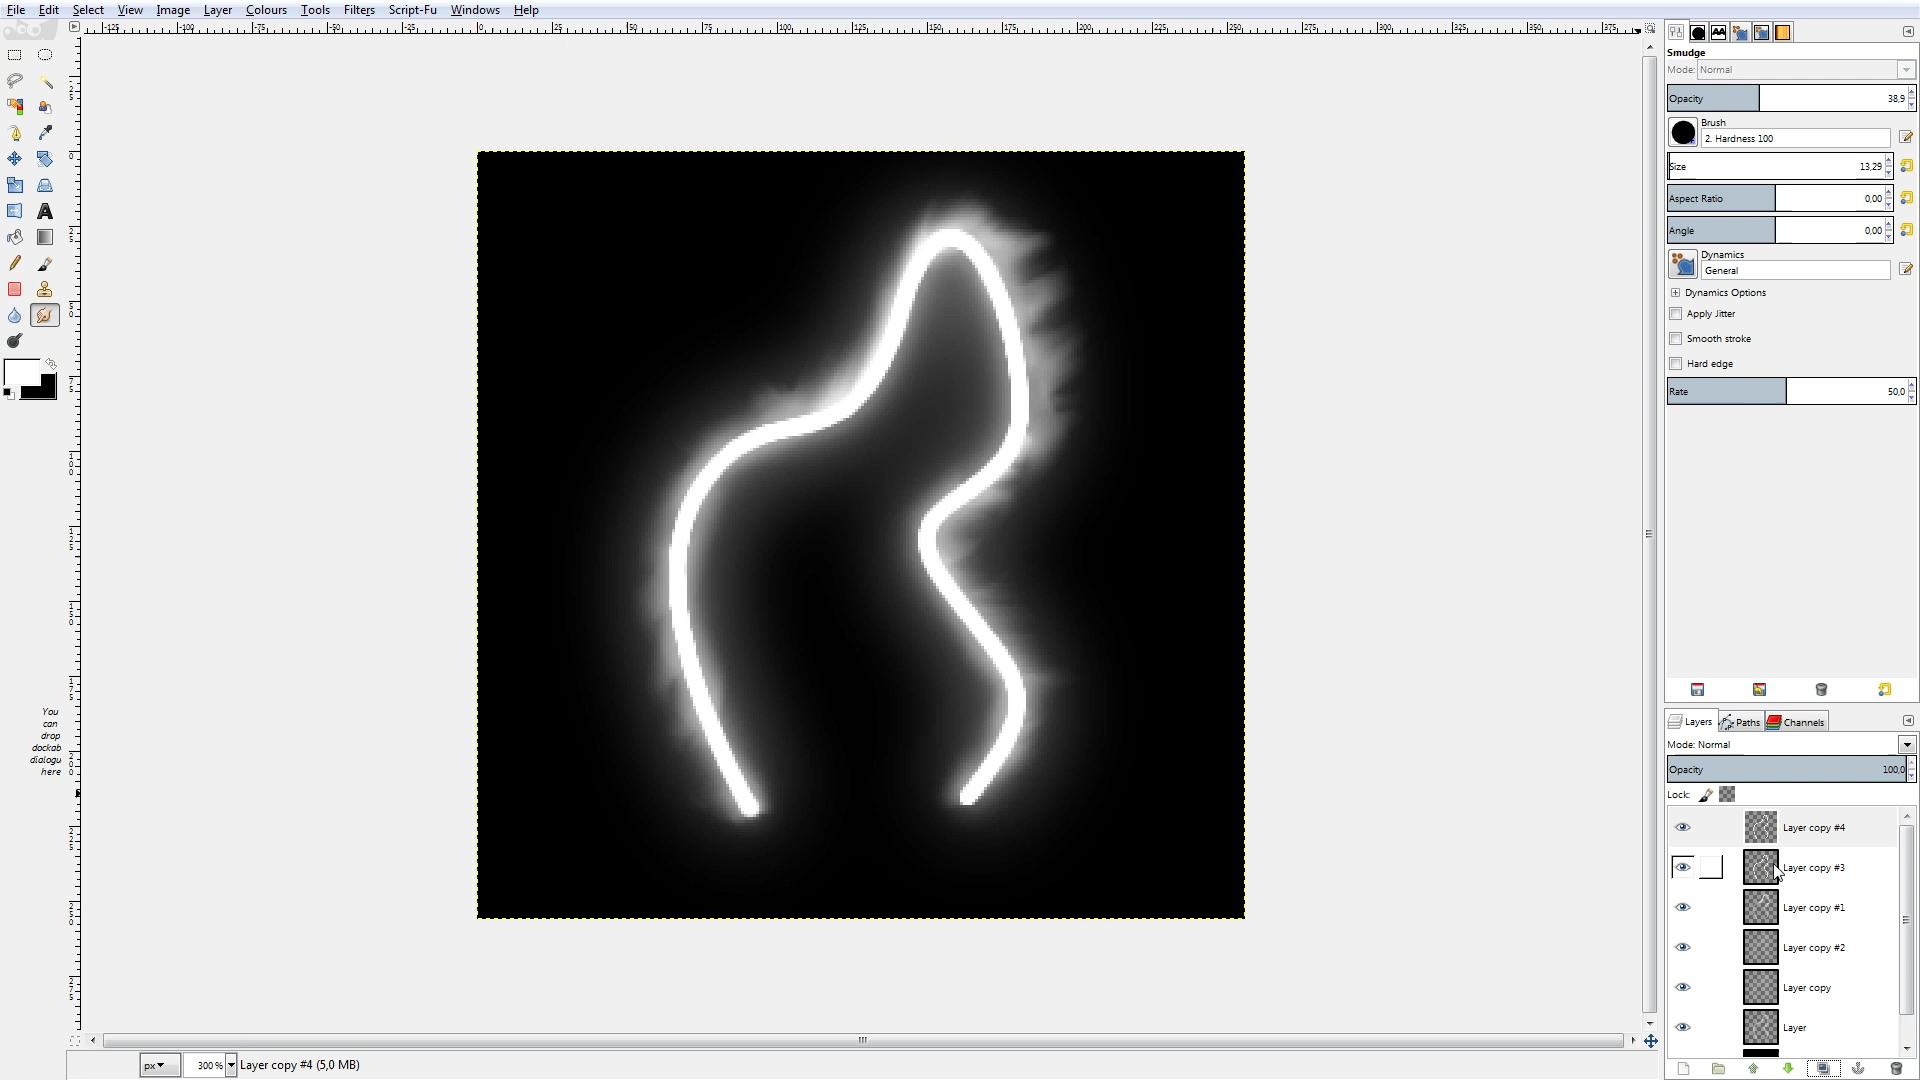 File Edit Select View Image Layer Colours Tools Filters Script-Fu Windows Help
Smudge
Mode: Normal
Opacity 38,9
Brush
2. Hardness 100
Size 13,29
Aspect Ratio 0,00
Angle 0,00
Dynamics
General
Dynamics Options
Apply Jitter
Smooth stroke
Hard edge
Rate 50,0
You
can
drop
dockab
dialogu
here
Layers Paths Channels
Mode: Normal
Opacity 100,0
Lock:
Layer copy #4
Layer copy #3
Layer copy #1
Layer copy #2
Layer copy
Layer
px 300 % Layer copy #4 (5,0 MB)